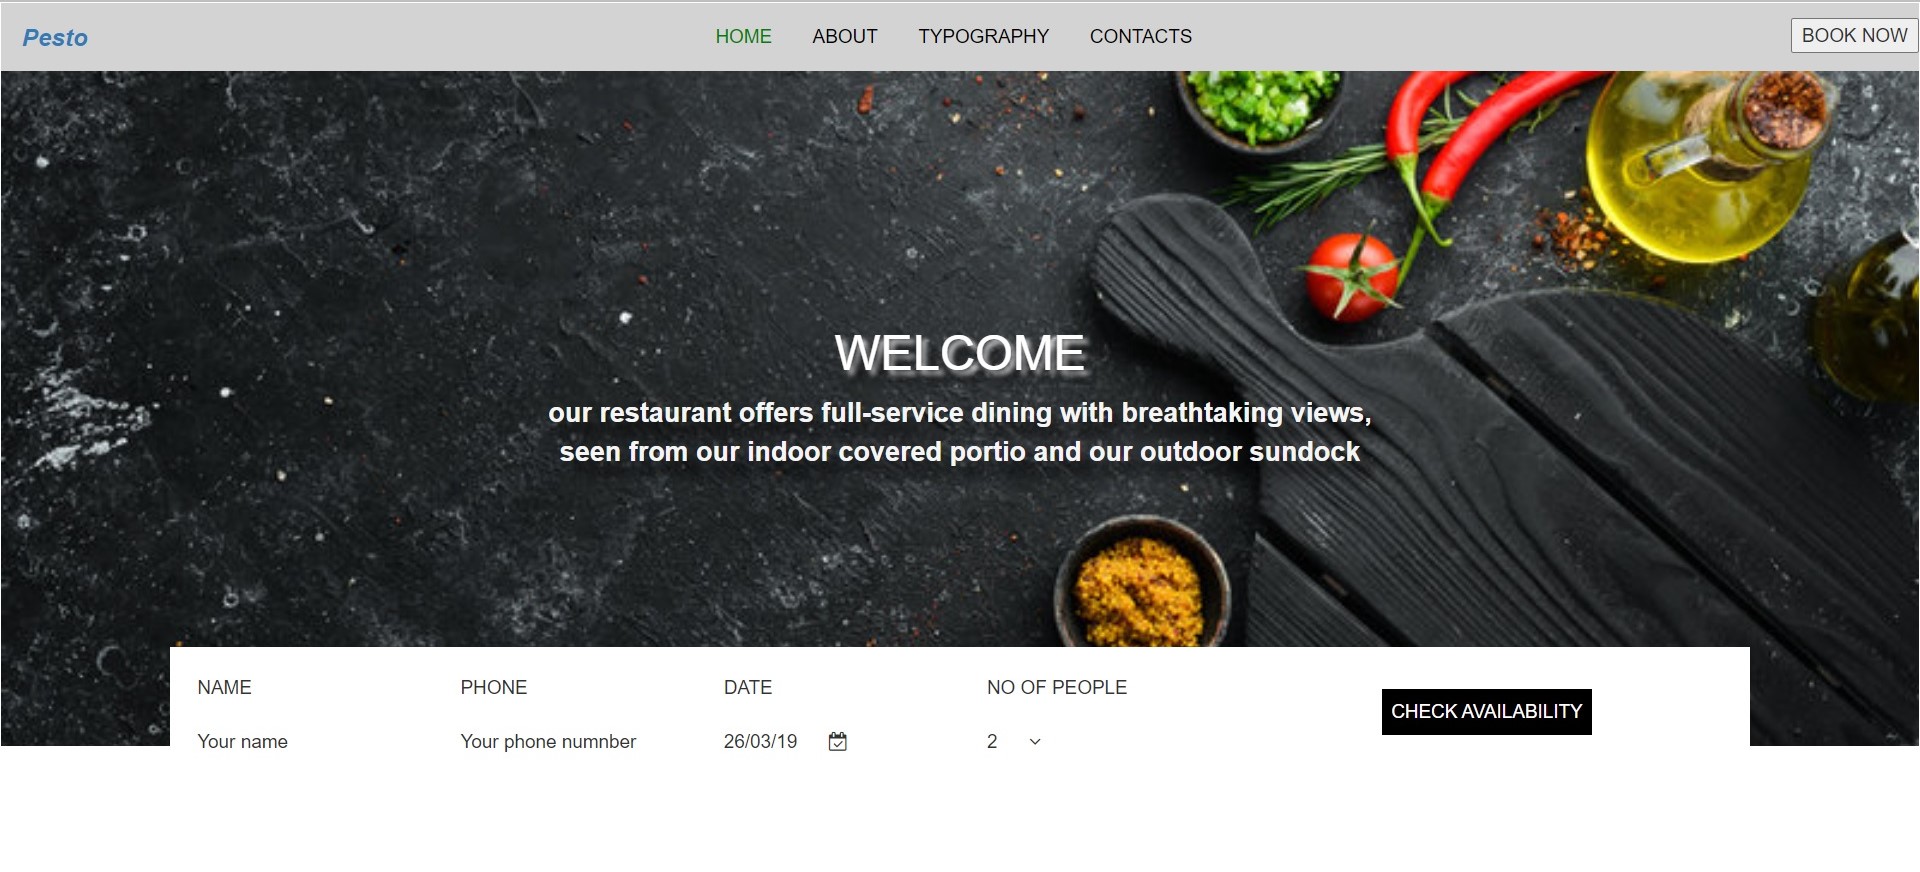 Pesto
HOME ABOUT TYPOGRAPHY CONTACTS
BOOK NOW
WELCOME
our restaurant offers full-service dining with breathtaking views,
seen from our indoor covered portio and our outdoor sundock
NAME PHONE DATE NO OF PEOPLE
CHECK AVAILABILITY
Your name Your phone numnber 26/03/19 2